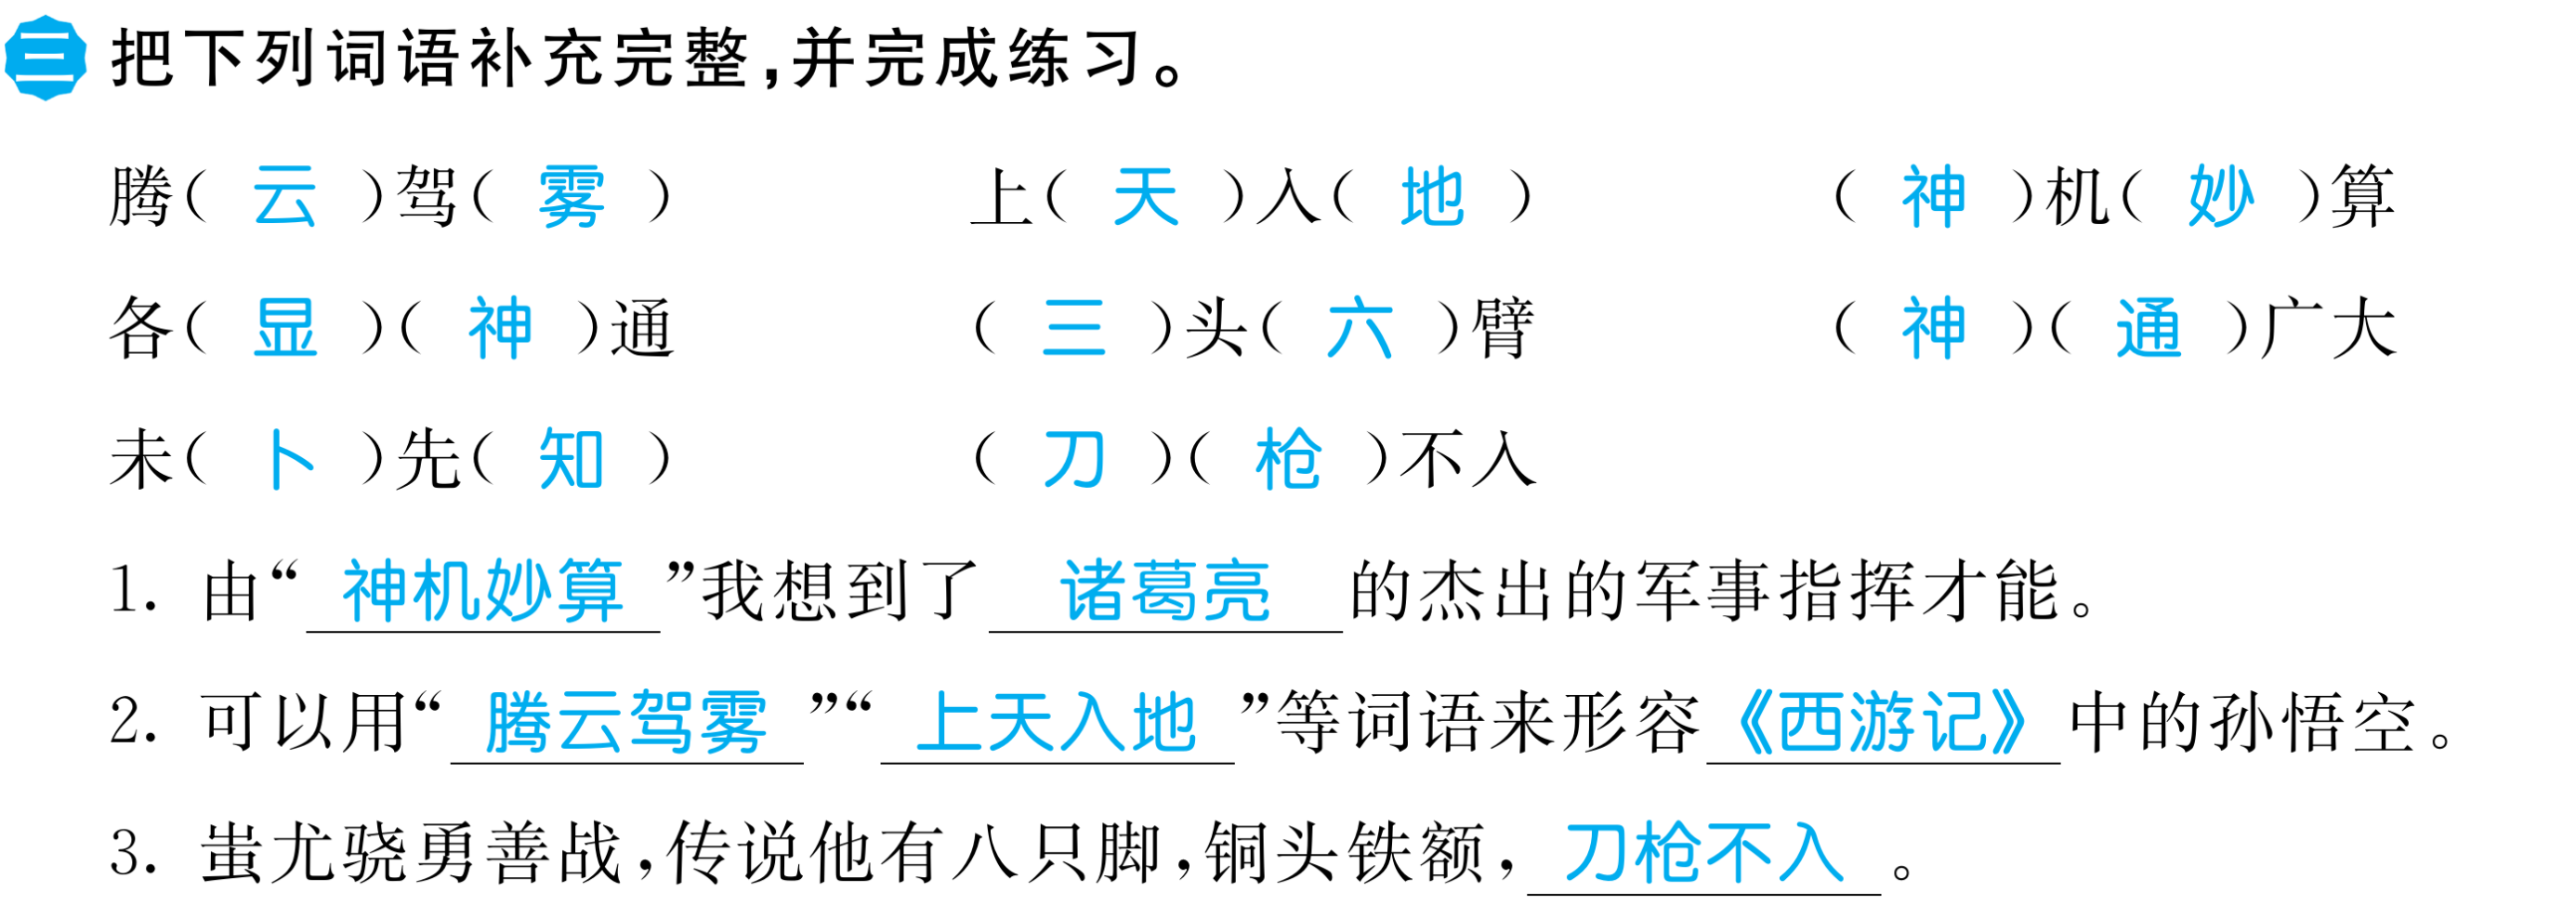 三 把下列词语补充完整,并完成练习。
腾( 云 )驾( 雾 ) 上( 天 )入( 地 ) ( 神 )机( 妙 )算
各( 显 )( 神 )通 ( 三 )头( 六 )臂 ( 神 )( 通 )广大
未( 卜 )先( 知 ) ( 刀 )( 枪 )不入
1. 由“ 神机妙算 ”我想到了 诸葛亮 的杰出的军事指挥才能。
2. 可以用“ 腾云驾雾 ”“ 上天入地 ”等词语来形容《西游记》中的孙悟空。
3. 蚩尤骁勇善战,传说他有八只脚,铜头铁额, 刀枪不入 。